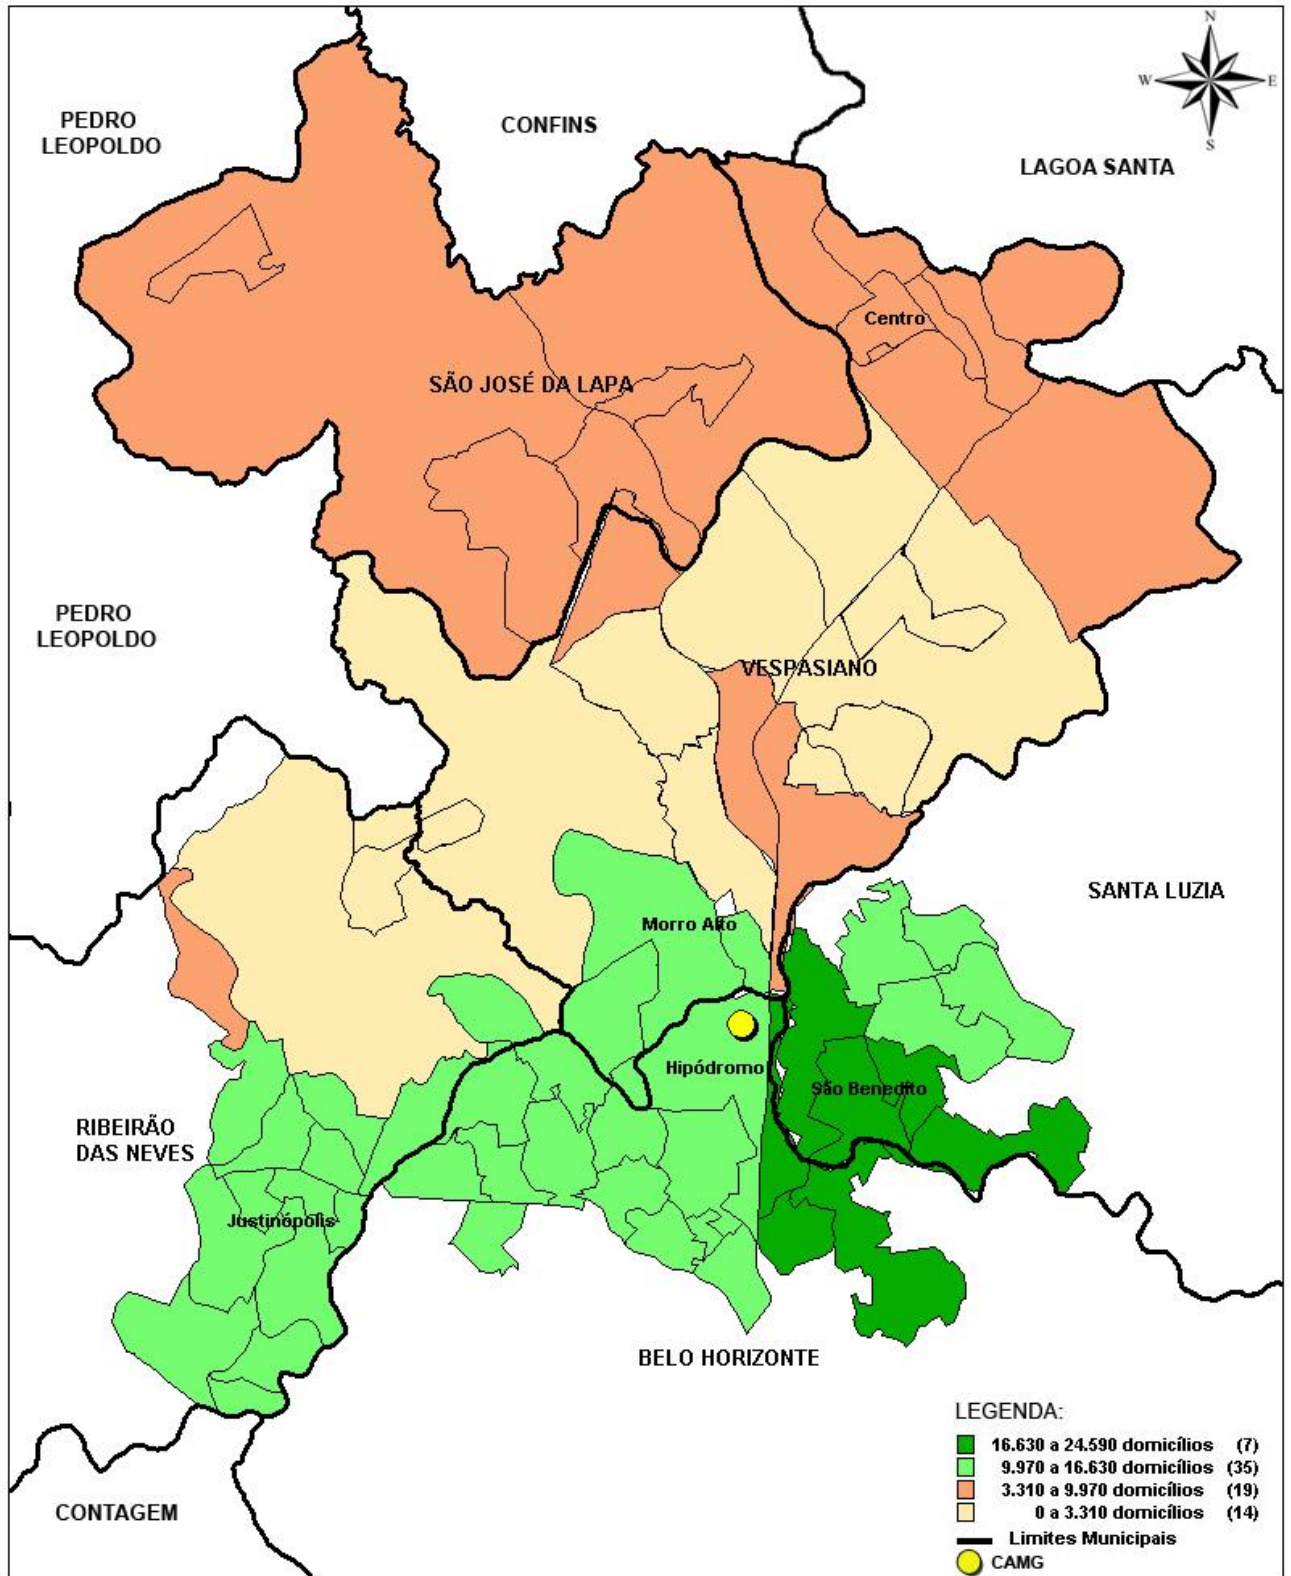 N
W E
S
PEDRO
LEOPOLDO
CONFINS
LAGOA SANTA
Centro
SÃO JOSÉ DA LAPA
PEDRO
LEOPOLDO
VESPASIANO
SANTA LUZIA
Morro Alto
Hipódromo
São Benedito
RIBEIRÃO
DAS NEVES
Justinópolis
BELO HORIZONTE
CONTAGEM
LEGENDA:
16.630 a 24.590 domicílios (7)
9.970 a 16.630 domicílios (35)
3.310 a 9.970 domicílios (19)
0 a 3.310 domicílios (14)
Limites Municipais
CAMG